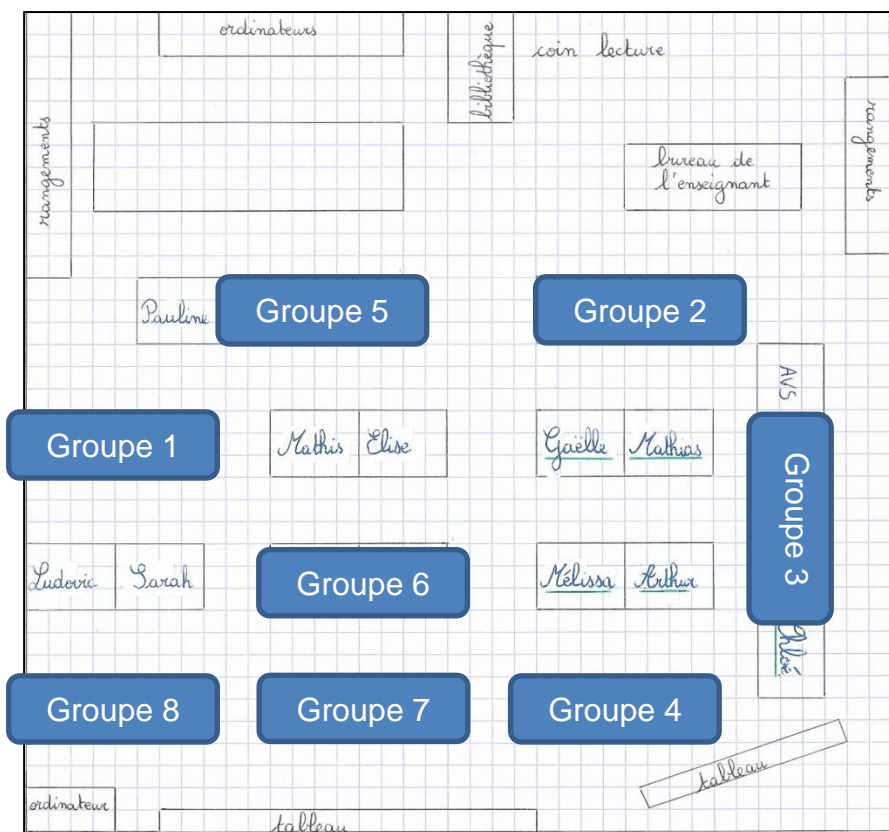 ordinateurs
bibliothèque
coin lecture
rangements
rangements
bureau de
l'enseignant
Pauline
Groupe 5
Groupe 2
AVS
Groupe 1
Mathis Elise
Gaëlle Mathias
Groupe 3
Ludovic Sarah
Groupe 6
Mélissa Arthur
Chloé
Groupe 8
Groupe 7
Groupe 4
tableau
ordinateur
tableau